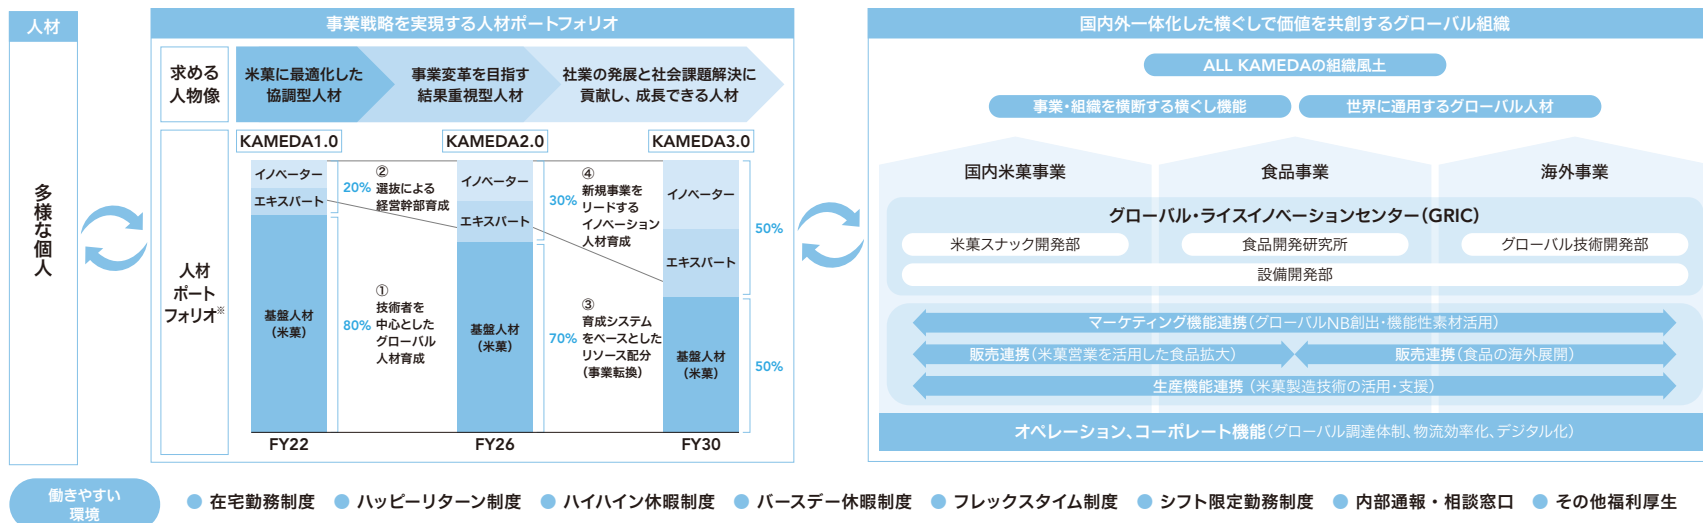 人材
多様な個人
事業戦略を実現する人材ポートフォリオ
求める
人物像
米菓に最適化した
協調型人材
事業変革を目指す
結果重視型人材
社業の発展と社会課題解決に
貢献し、成長できる人材
人材
ポート
フォリオ※
KAMEDA1.0
KAMEDA2.0
KAMEDA3.0
イノベーター
エキスパート
基盤人材
(米菓)
FY22
20%
80%
②
選抜による
経営幹部育成
①
技術者を
中心とした
グローバル
人材育成
イノベーター
エキスパート
基盤人材
(米菓)
FY26
30%
70%
④
新規事業を
リードする
イノベーション
人材育成
③
育成システム
をベースとした
リソース配分
(事業転換)
イノベーター
エキスパート
基盤人材
(米菓)
FY30
50%
50%
国内外一体化した横ぐしで価値を共創するグローバル組織
ALL KAMEDAの組織風土
事業・組織を横断する横ぐし機能
世界に通用するグローバル人材
国内米菓事業
食品事業
海外事業
グローバル・ライスイノベーションセンター(GRIC)
米菓スナック開発部
食品開発研究所
グローバル技術開発部
設備開発部
マーケティング機能連携(グローバルNB創出・機能性素材活用)
販売連携(米菓営業を活用した食品拡大)
販売連携(食品の海外展開)
生産機能連携(米菓製造技術の活用・支援)
オペレーション、コーポレート機能(グローバル調達体制、物流効率化、デジタル化)
働きやすい
環境
● 在宅勤務制度 ● ハッピーリターン制度 ● ハイハイン休暇制度 ● バースデー休暇制度 ● フレックスタイム制度 ● シフト限定勤務制度 ● 内部通報・相談窓口 ● その他福利厚生